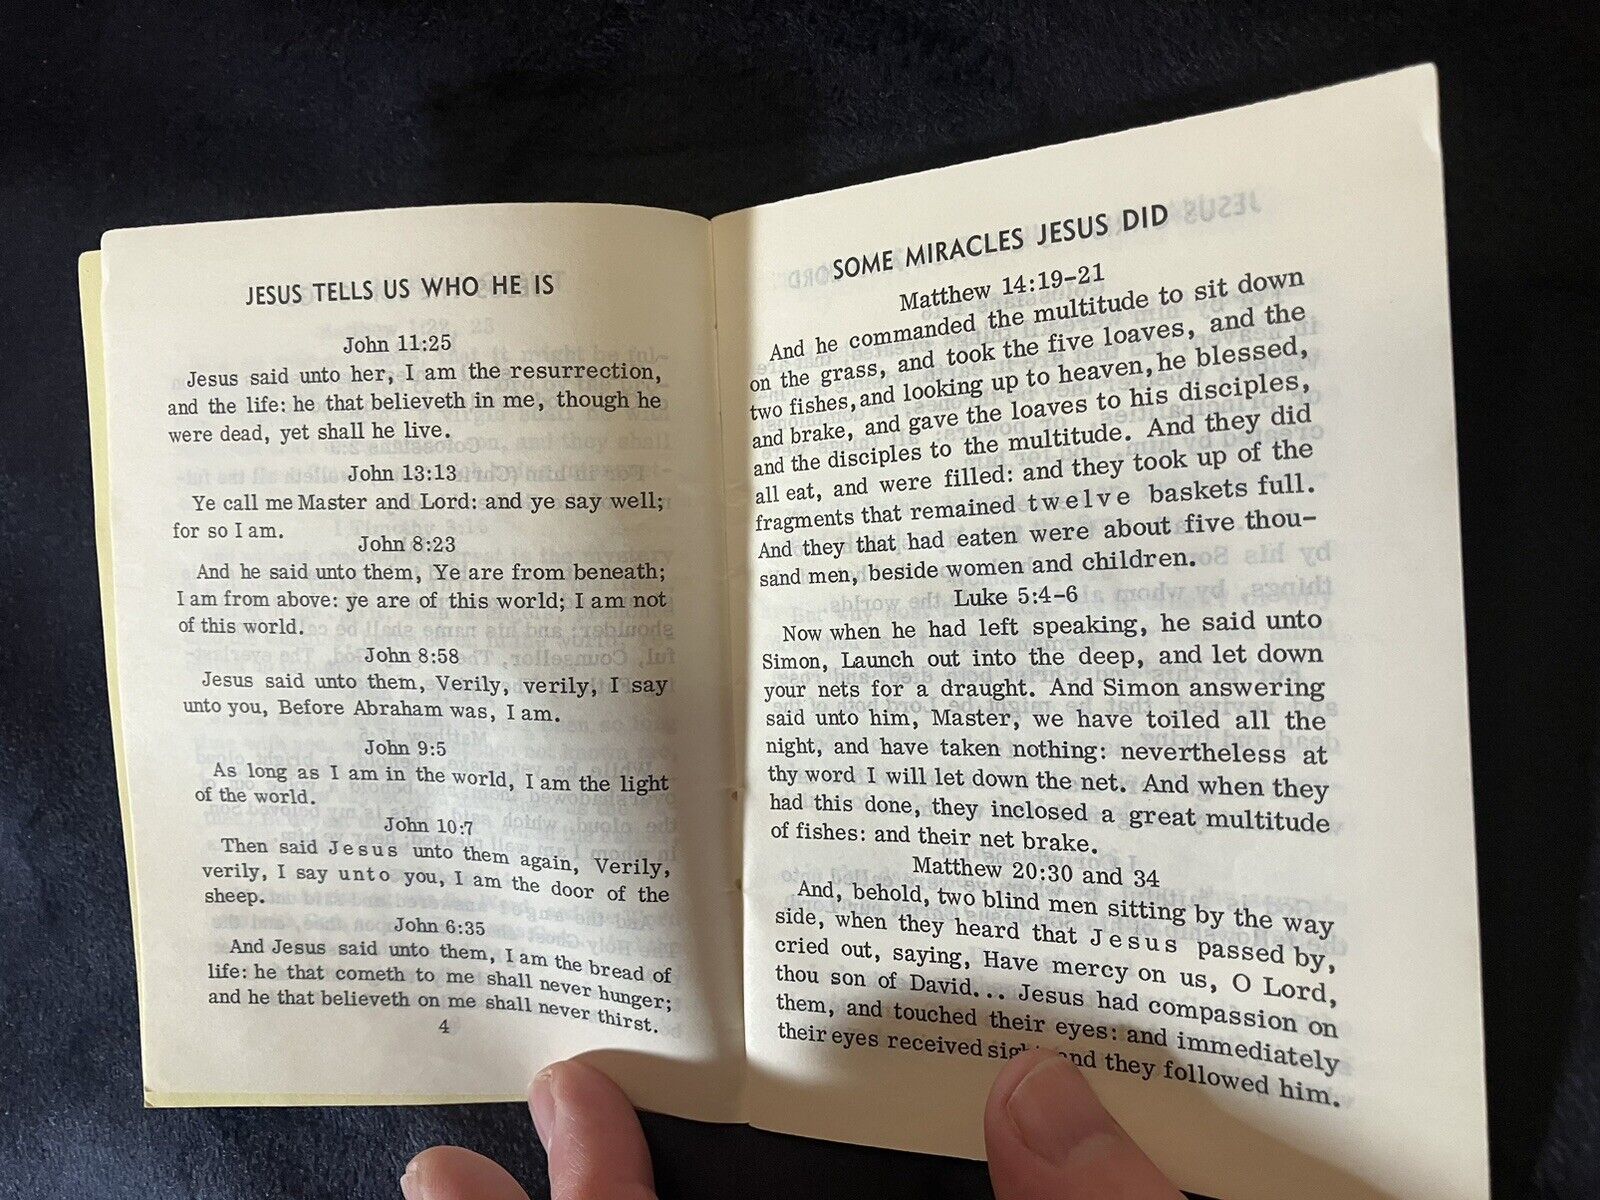 JESUS TELLS US WHO HE IS
John 11:25
Jesus said unto her, I am the resurrection,
and the life: he that believeth in me, though he
were dead, yet shall he live.
John 13:13
Ye call me Master and Lord: and ye say well;
for so I am.
John 8:23
And he said unto them, Ye are from beneath;
I am from above: ye are of this world; I am not
of this world.
John 8:58
Jesus said unto them, Verily, verily, I say
unto you, Before Abraham was, I am.
John 9:5
As long as I am in the world, I am the light
of the world.
John 10:7
Then said Jesus unto them again, Verily,
verily, I say unto you, I am the door of the
sheep.
John 6:35
And Jesus said unto them, I am the bread of
life: he that cometh to me shall never hunger;
and he that believeth on me shall never thirst.
4
SOME MIRACLES JESUS DID
Matthew 14:19-21
And he commanded the multitude to sit down
on the grass, and took the five loaves, and the
two fishes, and looking up to heaven, he blessed,
and brake, and gave the loaves to his disciples,
and the disciples to the multitude. And they did
all eat, and were filled: and they took up of the
fragments that remained twelve baskets full.
And they that had eaten were about five thou-
sand men, beside women and children.
Luke 5:4-6
Now when he had left speaking, he said unto
Simon, Launch out into the deep, and let down
your nets for a draught. And Simon answering
said unto him, Master, we have toiled all the
night, and have taken nothing: nevertheless at
thy word I will let down the net. And when they
had this done, they inclosed a great multitude
of fishes: and their net brake.
Matthew 20:30 and 34
And, behold, two blind men sitting by the way
side, when they heard that Jesus passed by,
cried out, saying, Have mercy on us, O Lord,
thou son of David... Jesus had compassion on
them, and touched their eyes: and immediately
their eyes received and they followed him.